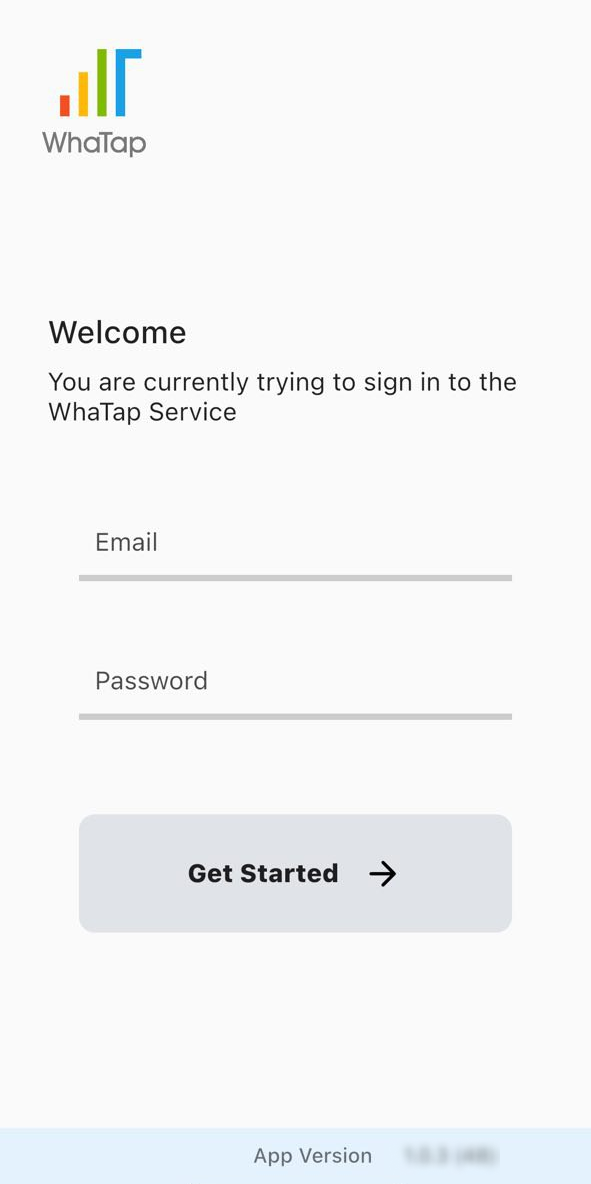 WhaTap
Welcome
You are currently trying to sign in to the
WhaTap Service
Email
Password
Get Started
App Version